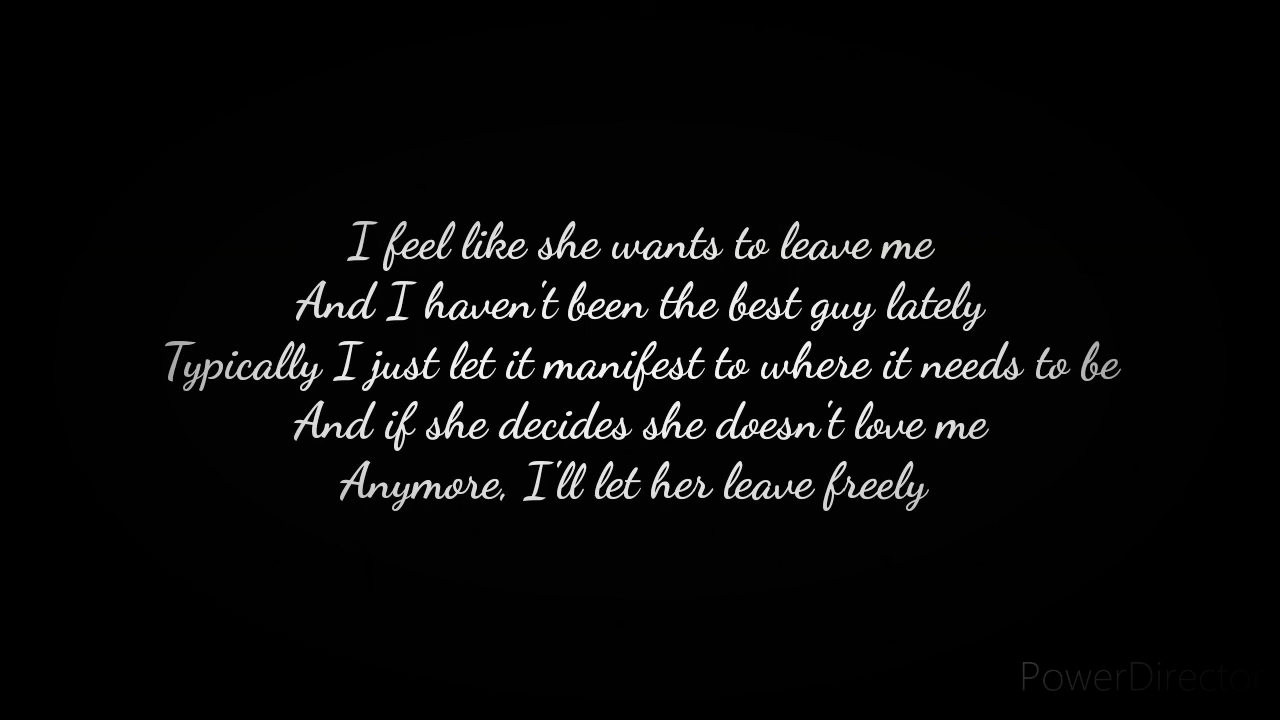 I feel like she wants to leave me
And I haven't been the best guy lately
Typically I just let it manifest to where it needs to be
And if she decides she doesn't love me
Anymore, I'll let her leave freely
PowerDirector